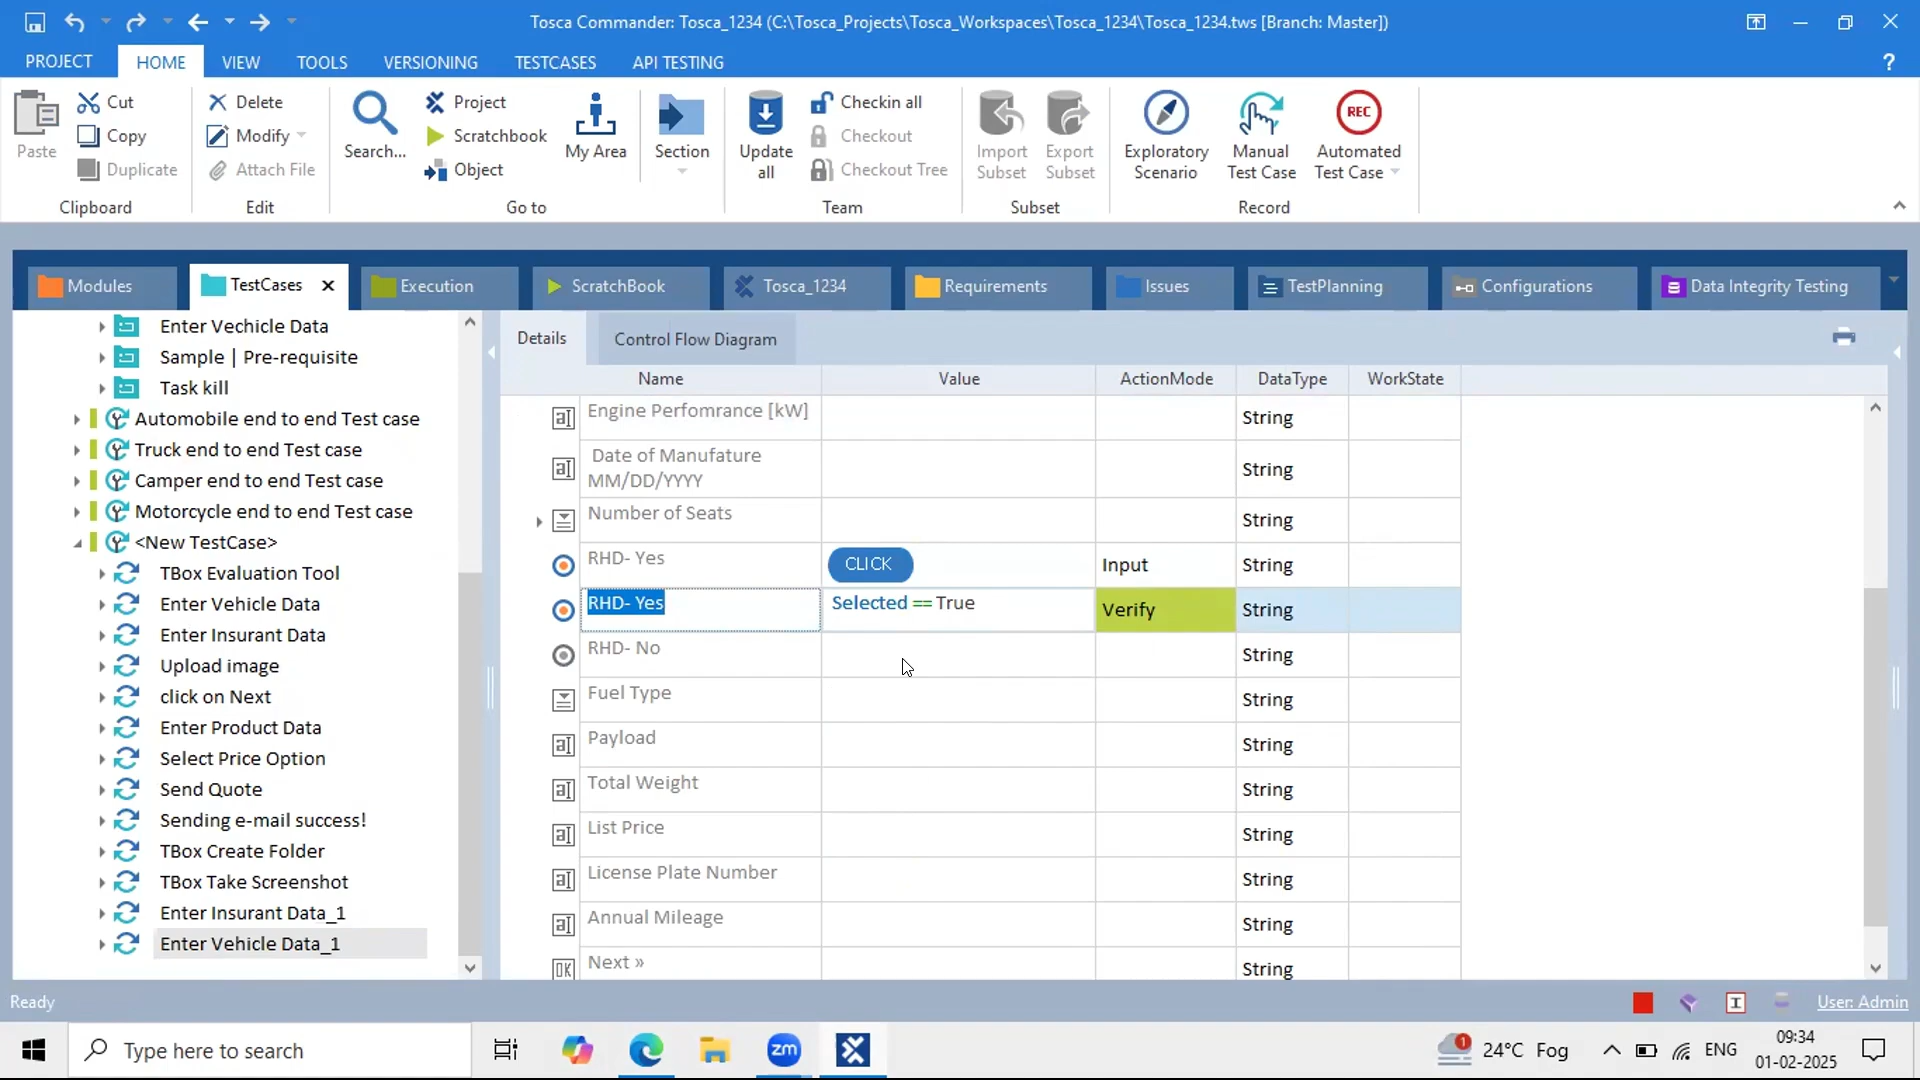 Tosca Commander: Tosca_1234 (C:\Tosca_Projects\Tosca_Workspaces\Tosca_1234\Tosca_1234.tws [Branch: Master])
PROJECT HOME VIEW TOOLS VERSIONING TESTCASES API TESTING ?
Paste
Cut
Copy
Duplicate
Clipboard
Delete
Modify
Attach File
Edit
Search...
Project
Scratchbook
Object
My Area
Section
Go to
Update all
Checkin all
Checkout
Checkout Tree
Team
Import Subset
Export Subset
Subset
Exploratory Scenario
Manual Test Case
REC
Automated Test Case
Record
Modules TestCases Execution ScratchBook Tosca_1234 Requirements Issues TestPlanning Configurations Data Integrity Testing
Enter Vechicle Data
Sample | Pre-requisite
Task kill
Automobile end to end Test case
Truck end to end Test case
Camper end to end Test case
Motorcycle end to end Test case
<New TestCase>
TBox Evaluation Tool
Enter Vehicle Data
Enter Insurant Data
Upload image
click on Next
Enter Product Data
Select Price Option
Send Quote
Sending e-mail success!
TBox Create Folder
TBox Take Screenshot
Enter Insurant Data_1
Enter Vehicle Data_1
Details Control Flow Diagram
Name Value ActionMode DataType WorkState
Engine Perfomrance [kW] String
Date of Manufature MM/DD/YYYY String
Number of Seats String
RHD- Yes CLICK Input String
RHD- Yes Selected == True Verify String
RHD- No String
Fuel Type String
Payload String
Total Weight String
List Price String
License Plate Number String
Annual Mileage String
Next » String
Ready
User: Admin
Type here to search
zm
1
24°C Fog
ENG
09:34
01-02-2025